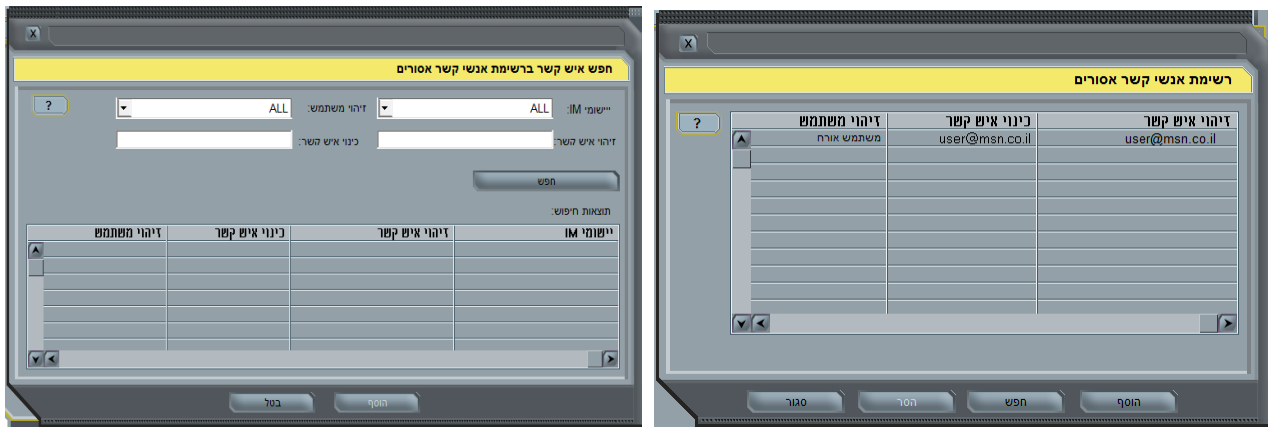 X
חפש איש קשר ברשימת אנשי קשר אסורים
יישומי IM: ALL זיהוי משתמש: ALL ?
זיהוי איש קשר: כינוי איש קשר:
חפש
תוצאות חיפוש:
יישומי IM זיהוי איש קשר כינוי איש קשר זיהוי משתמש
הוסף בטל
X
רשימת אנשי קשר אסורים
?
זיהוי איש קשר כינוי איש קשר זיהוי משתמש
user@msn.co.il user@msn.co.il משתמש אורח
הוסף חפש הסר סגור